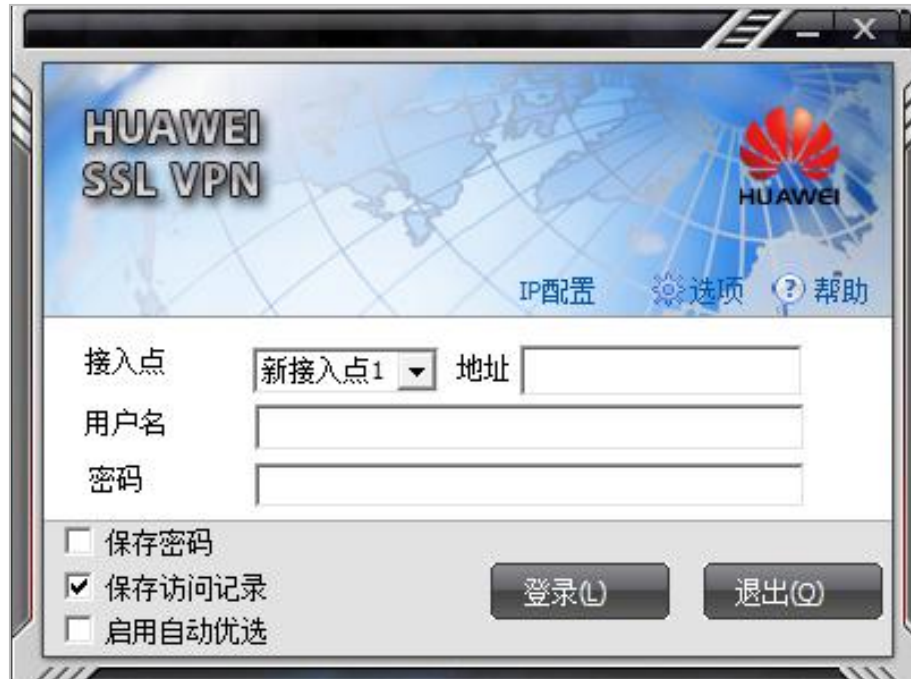 HUAWEI
SSL VPN
HUAWEI
IP配置 选项 ? 帮助
接入点 新接入点1 地址
用户名
密码
保存密码
保存访问记录
启用自动优选
登录(L) 退出(Q)